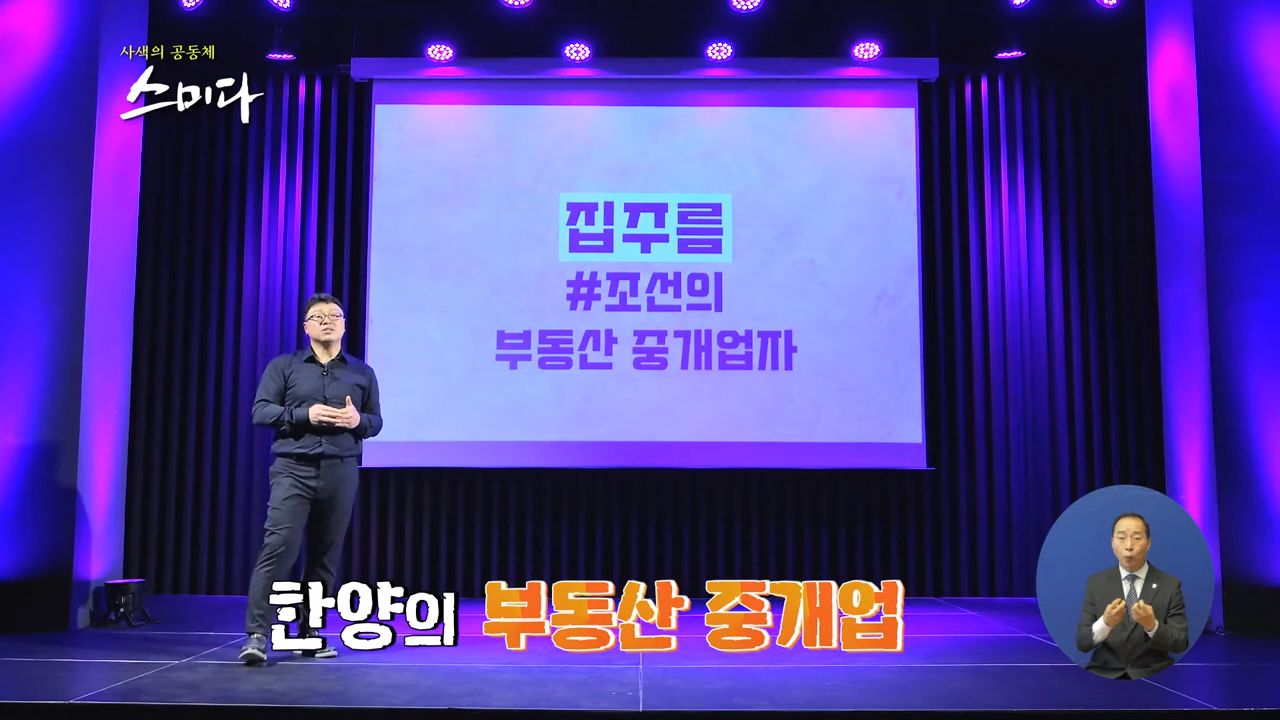 사색의 공동체
스미다
집주름
#조선의
부동산 중개업자
한양의 부동산 중개업